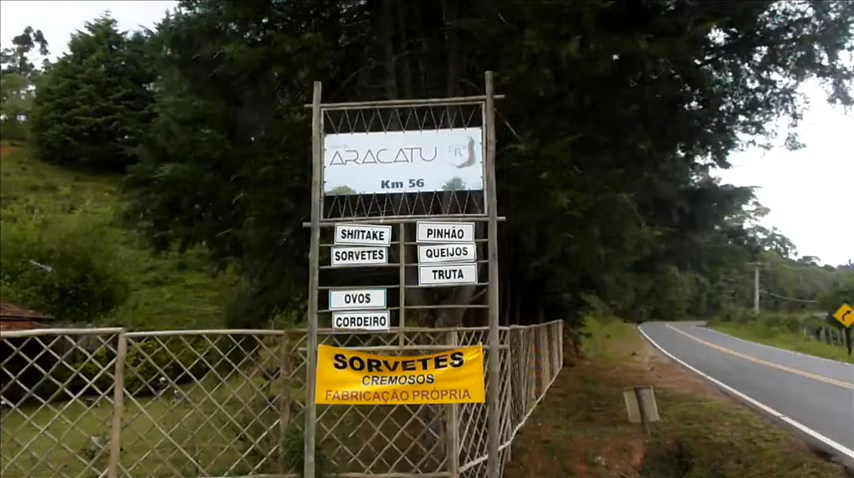 ARACATU
Km 56
SHIITAKE
SORVETES
OVOS
CORDEIRO
PINHÃO
QUEIJOS
TRUTA
SORVETES
CREMOSOS
FABRICAÇÃO PRÓPRIA